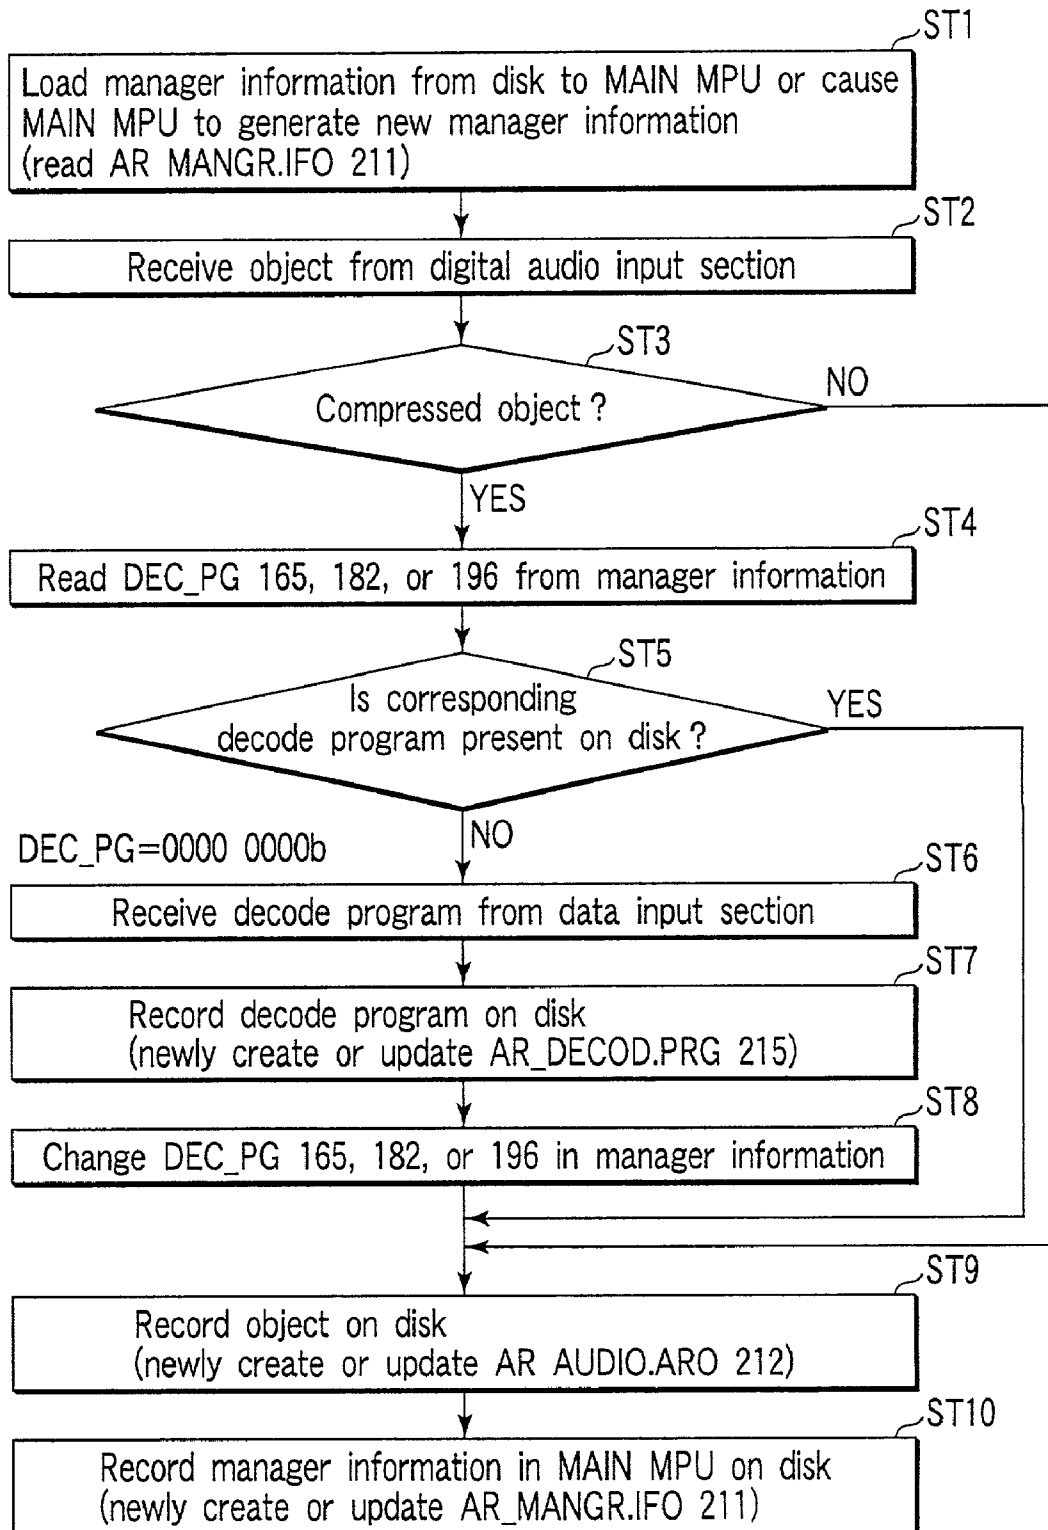 ST1
Load manager information from disk to MAIN MPU or cause
MAIN MPU to generate new manager information
(read AR MANGR.IFO 211)
ST2
Receive object from digital audio input section
ST3
Compressed object ?
NO
YES
ST4
Read DEC_PG 165, 182, or 196 from manager information
ST5
Is corresponding
decode program present on disk ?
YES
NO
DEC_PG=0000 0000b
ST6
Receive decode program from data input section
ST7
Record decode program on disk
(newly create or update AR_DECOD.PRG 215)
ST8
Change DEC_PG 165, 182, or 196 in manager information
ST9
Record object on disk
(newly create or update AR AUDIO.ARO 212)
ST10
Record manager information in MAIN MPU on disk
(newly create or update AR_MANGR.IFO 211)